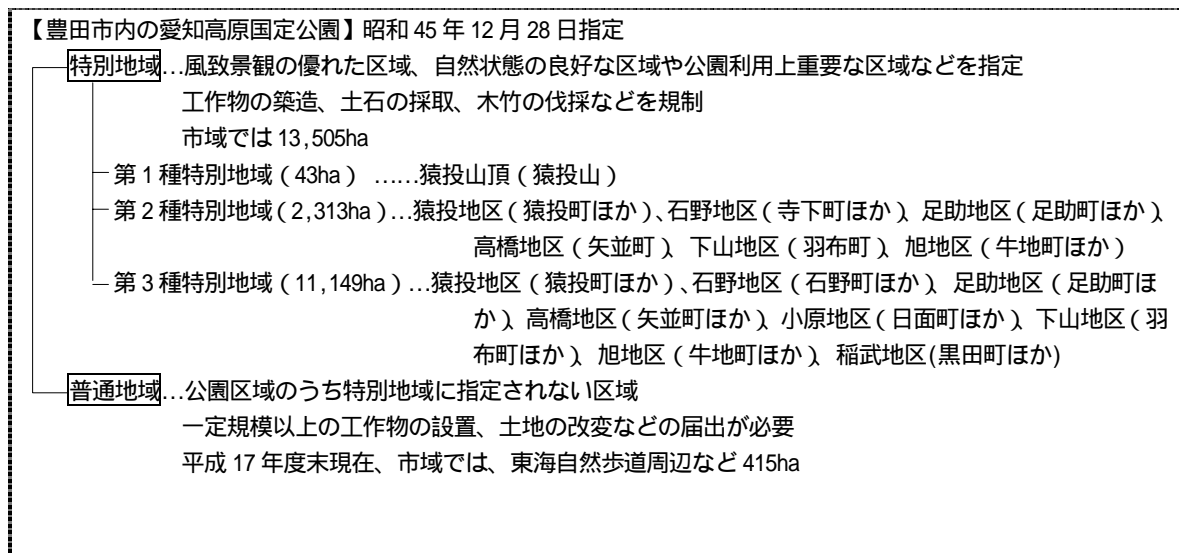 【豊田市内の愛知高原国定公園】昭和45年12月28日指定
特別地域…風致景観の優れた区域、自然状態の良好な区域や公園利用上重要な区域などを指定
工作物の築造、土石の採取、木竹の伐採などを規制
市域では13,505ha
第1種特別地域(43ha) ……猿投山頂(猿投山)
第2種特別地域(2,313ha)…猿投地区(猿投町ほか)、石野地区(寺下町ほか)、足助地区(足助町ほか)、
高橋地区(矢並町)、下山地区(羽布町)、旭地区(牛地町ほか)
第3種特別地域(11,149ha)…猿投地区(猿投町ほか)、石野地区(石野町ほか)、足助地区(足助町ほ
か)、高橋地区(矢並町ほか)、小原地区(日面町ほか)、下山地区(羽
布町ほか)、旭地区(牛地町ほか)、稲武地区(黒田町ほか)
普通地域…公園区域のうち特別地域に指定されない区域
一定規模以上の工作物の設置、土地の改変などの届出が必要
平成17年度末現在、市域では、東海自然歩道周辺など415ha